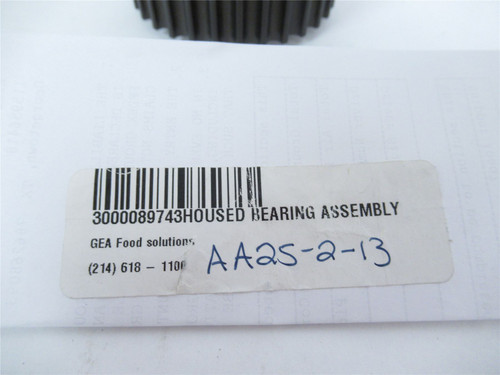 3000089743HOUSED BEARING ASSEMBLY
GEA Food solutions
(214) 618 - 1100 AA25-2-13